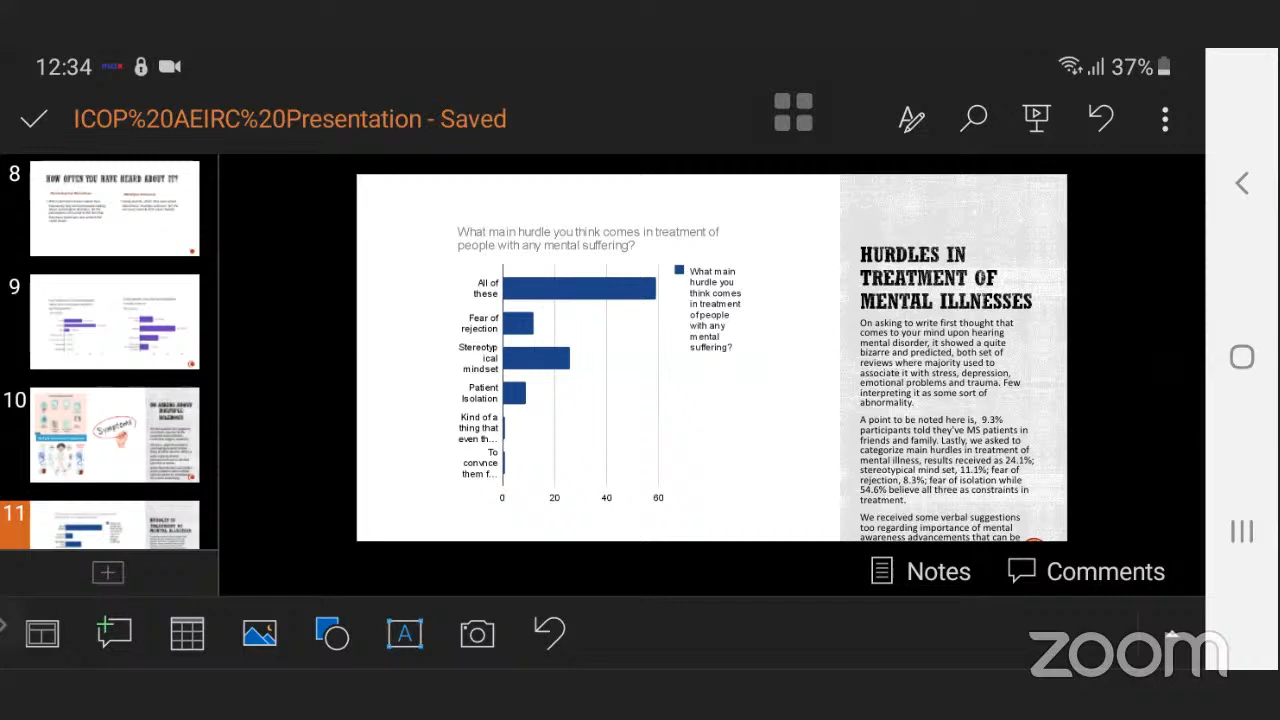 12:34
37%
ICOP%20AEIRC%20Presentation - Saved
8
HOW OFTEN YOU HAVE HEARD ABOUT IT?
9
10
Symptoms
11
HURDLES IN
TREATMENT OF
MENTAL ILLNESSES
What main hurdle you think comes in treatment of
people with any mental suffering?
All of
these
Fear of
rejection
Stereotyp
ical
mindset
Patient
Isolation
Kind of a
thing that
even th...
To
convince
them f...
0 20 40 60
What main
hurdle you
think comes
in treatment
of people
with any
mental
suffering?
HURDLES IN
TREATMENT OF
MENTAL ILLNESSES
On asking to write first thought that
comes to your mind upon hearing
mental disorder, it showed a quite
bizarre and predicted, both set of
reviews where majority used to
associate it with stress, depression,
emotional problems and trauma. Few
interpreting it as some sort of
abnormality.
A point to be noted here is, 9.3%
participants told they've MS patients in
friends and family. Lastly, we asked to
categorize main hurdles in treatment of
mental illness, results received as 24.1%;
stereotypical mind set, 11.1%; fear of
rejection, 8.3%; fear of isolation while
54.6% believe all three as constraints in
treatment.
We received some verbal suggestions
too regarding importance of mental
awareness advancements that can be
Notes
Comments
A
zoom